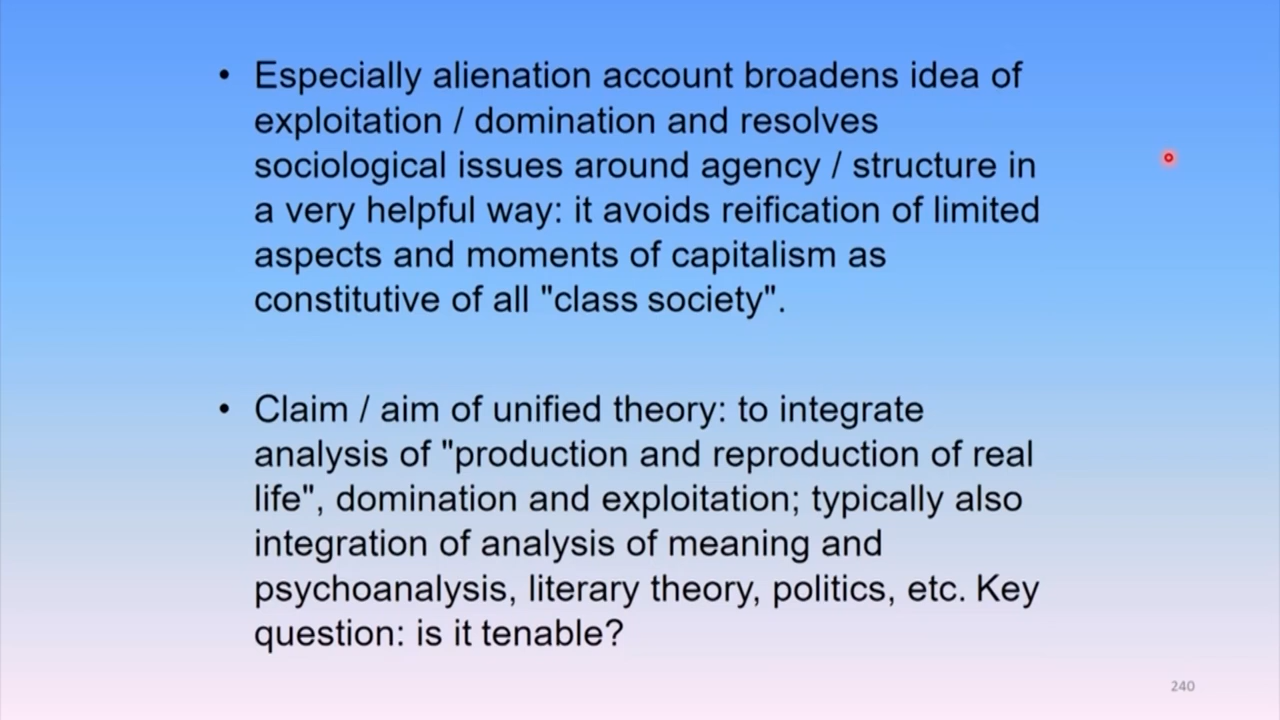 • Especially alienation account broadens idea of
exploitation / domination and resolves
sociological issues around agency / structure in
a very helpful way: it avoids reification of limited
aspects and moments of capitalism as
constitutive of all "class society".
• Claim / aim of unified theory: to integrate
analysis of "production and reproduction of real
life", domination and exploitation; typically also
integration of analysis of meaning and
psychoanalysis, literary theory, politics, etc. Key
question: is it tenable?
240